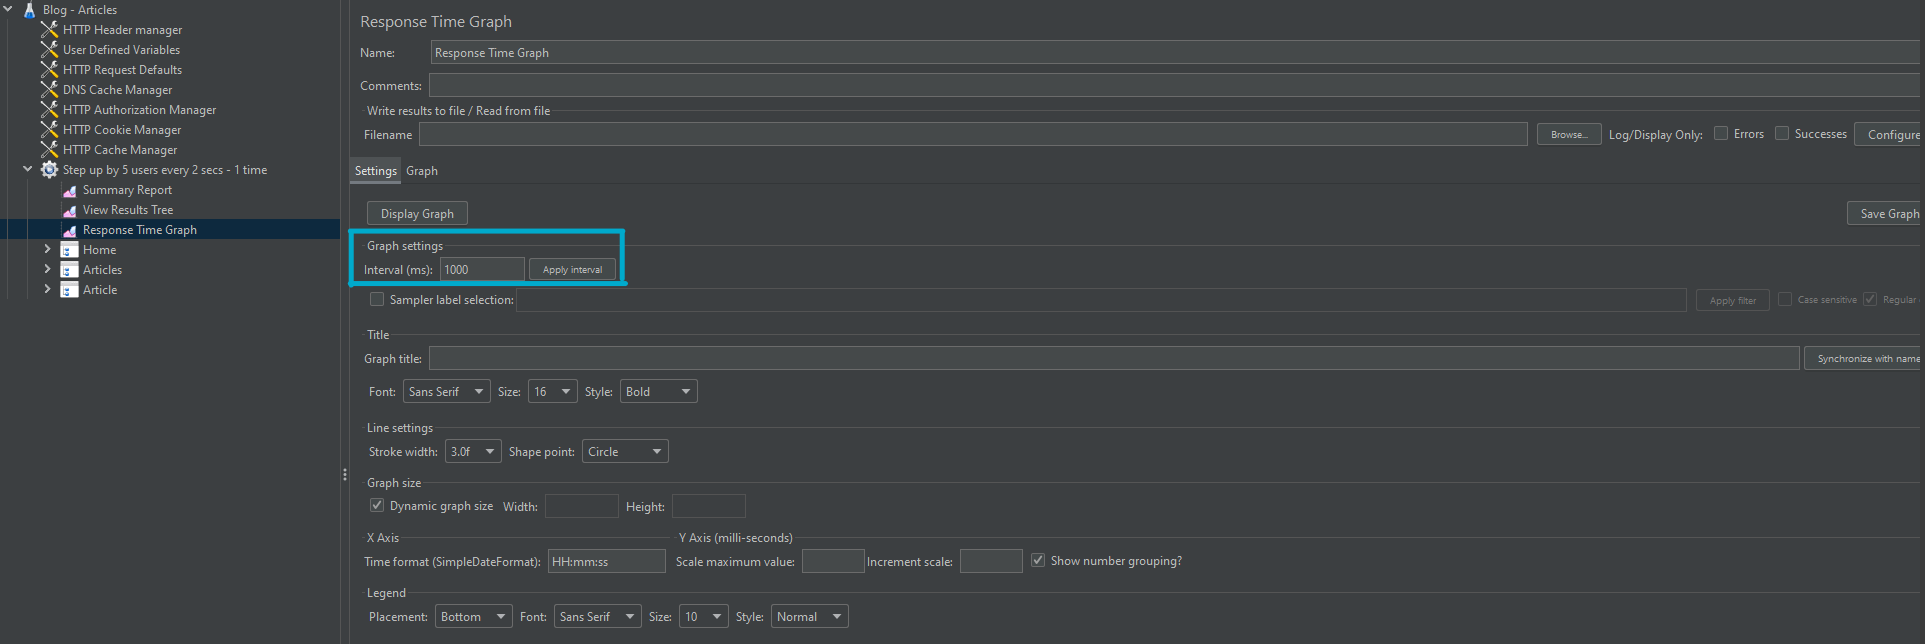 Blog - Articles
HTTP Header manager
User Defined Variables
HTTP Request Defaults
DNS Cache Manager
HTTP Authorization Manager
HTTP Cookie Manager
HTTP Cache Manager
Step up by 5 users every 2 secs - 1 time
Summary Report
View Results Tree
Response Time Graph
Home
Articles
Article
Response Time Graph
Name: Response Time Graph
Comments:
Write results to file / Read from file
Filename Browse... Log/Display Only: Errors Successes Configure
Settings Graph
Display Graph Save Graph
Graph settings
Interval (ms): 1000 Apply interval
Sampler label selection: Apply filter Case sensitive Regular
Title
Graph title: Synchronize with name
Font: Sans Serif Size: 16 Style: Bold
Line settings
Stroke width: 3.0f Shape point: Circle
Graph size
Dynamic graph size Width: Height:
X Axis Y Axis (milli-seconds)
Time format (SimpleDateFormat): HH:mm:ss Scale maximum value: Increment scale: Show number grouping?
Legend
Placement: Bottom Font: Sans Serif Size: 10 Style: Normal